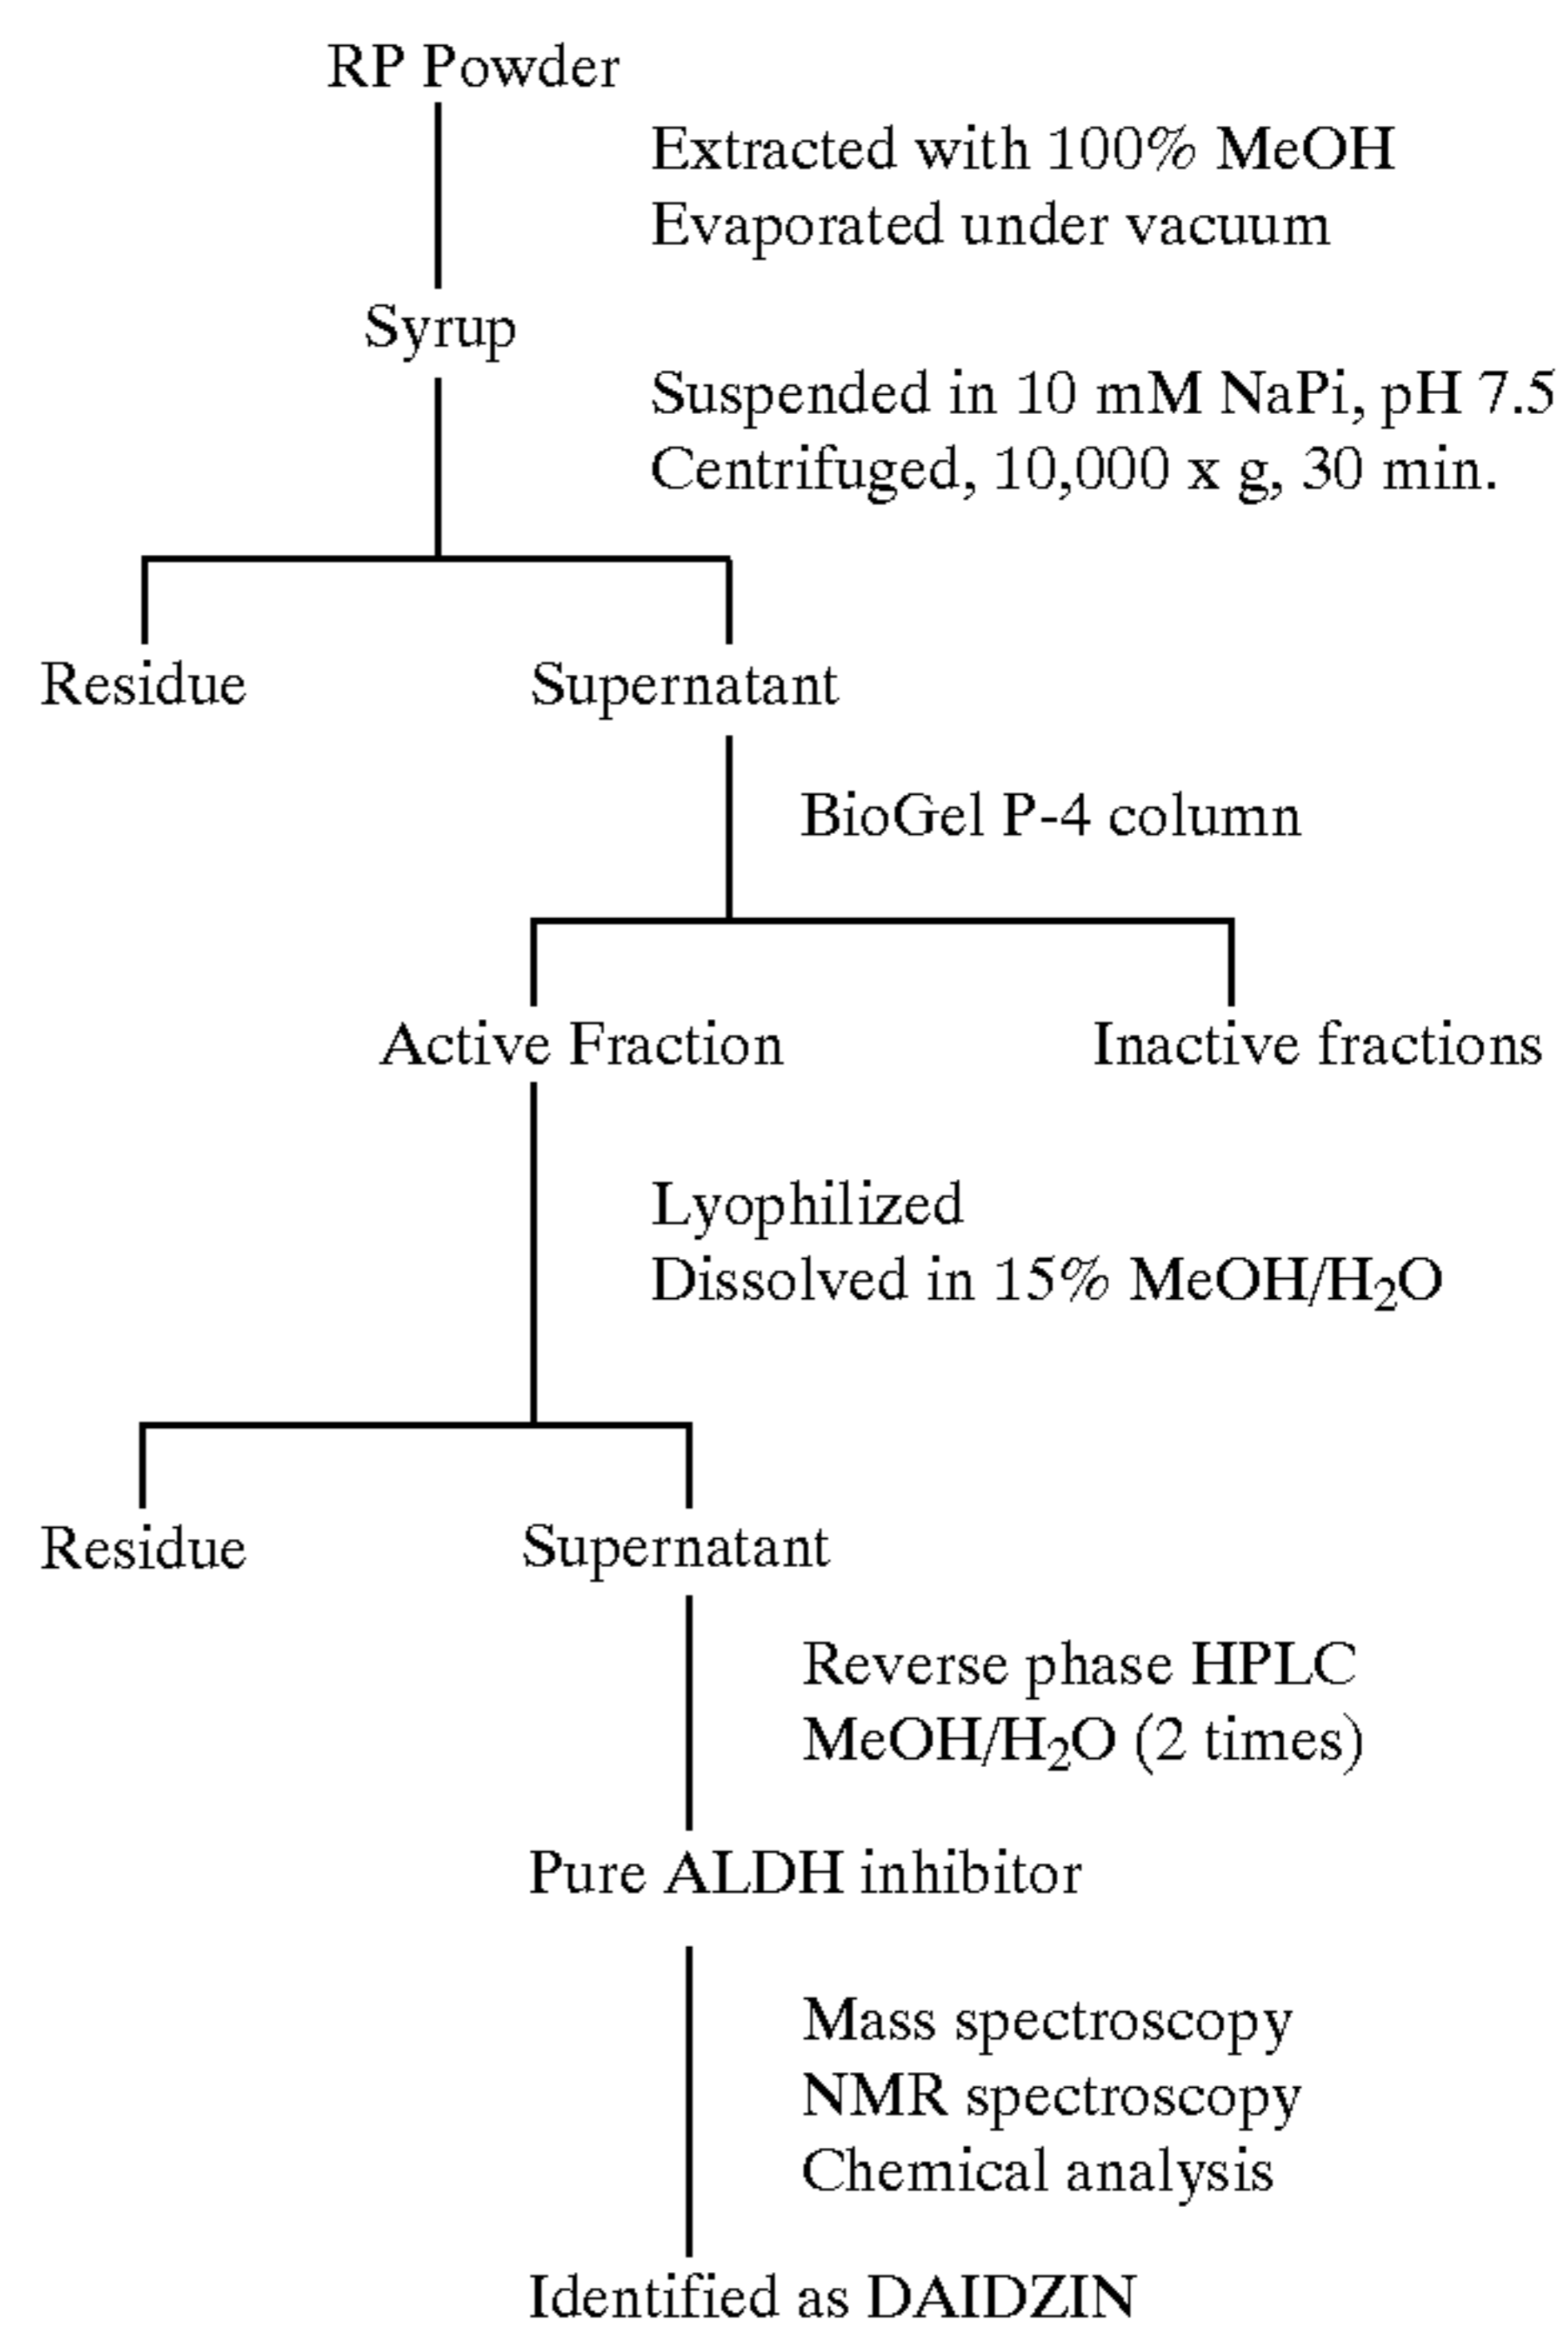 RP Powder
Extracted with 100% MeOH
Evaporated under vacuum
Syrup
Suspended in 10 mM NaPi, pH 7.5
Centrifuged, 10,000 x g, 30 min.
Residue
Supernatant
BioGel P-4 column
Active Fraction
Inactive fractions
Lyophilized
Dissolved in 15% MeOH/H₂O
Residue
Supernatant
Reverse phase HPLC
MeOH/H₂O (2 times)
Pure ALDH inhibitor
Mass spectroscopy
NMR spectroscopy
Chemical analysis
Identified as DAIDZIN